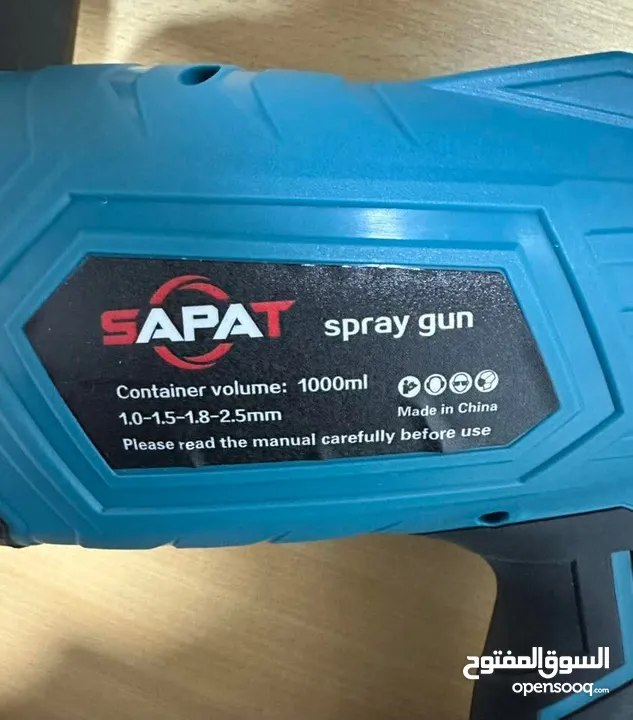 SAPAT spray gun
Container volume: 1000ml
1.0-1.5-1.8-2.5mm
Made in China
Please read the manual carefully before use
السوق المفتوح
opensooq.com